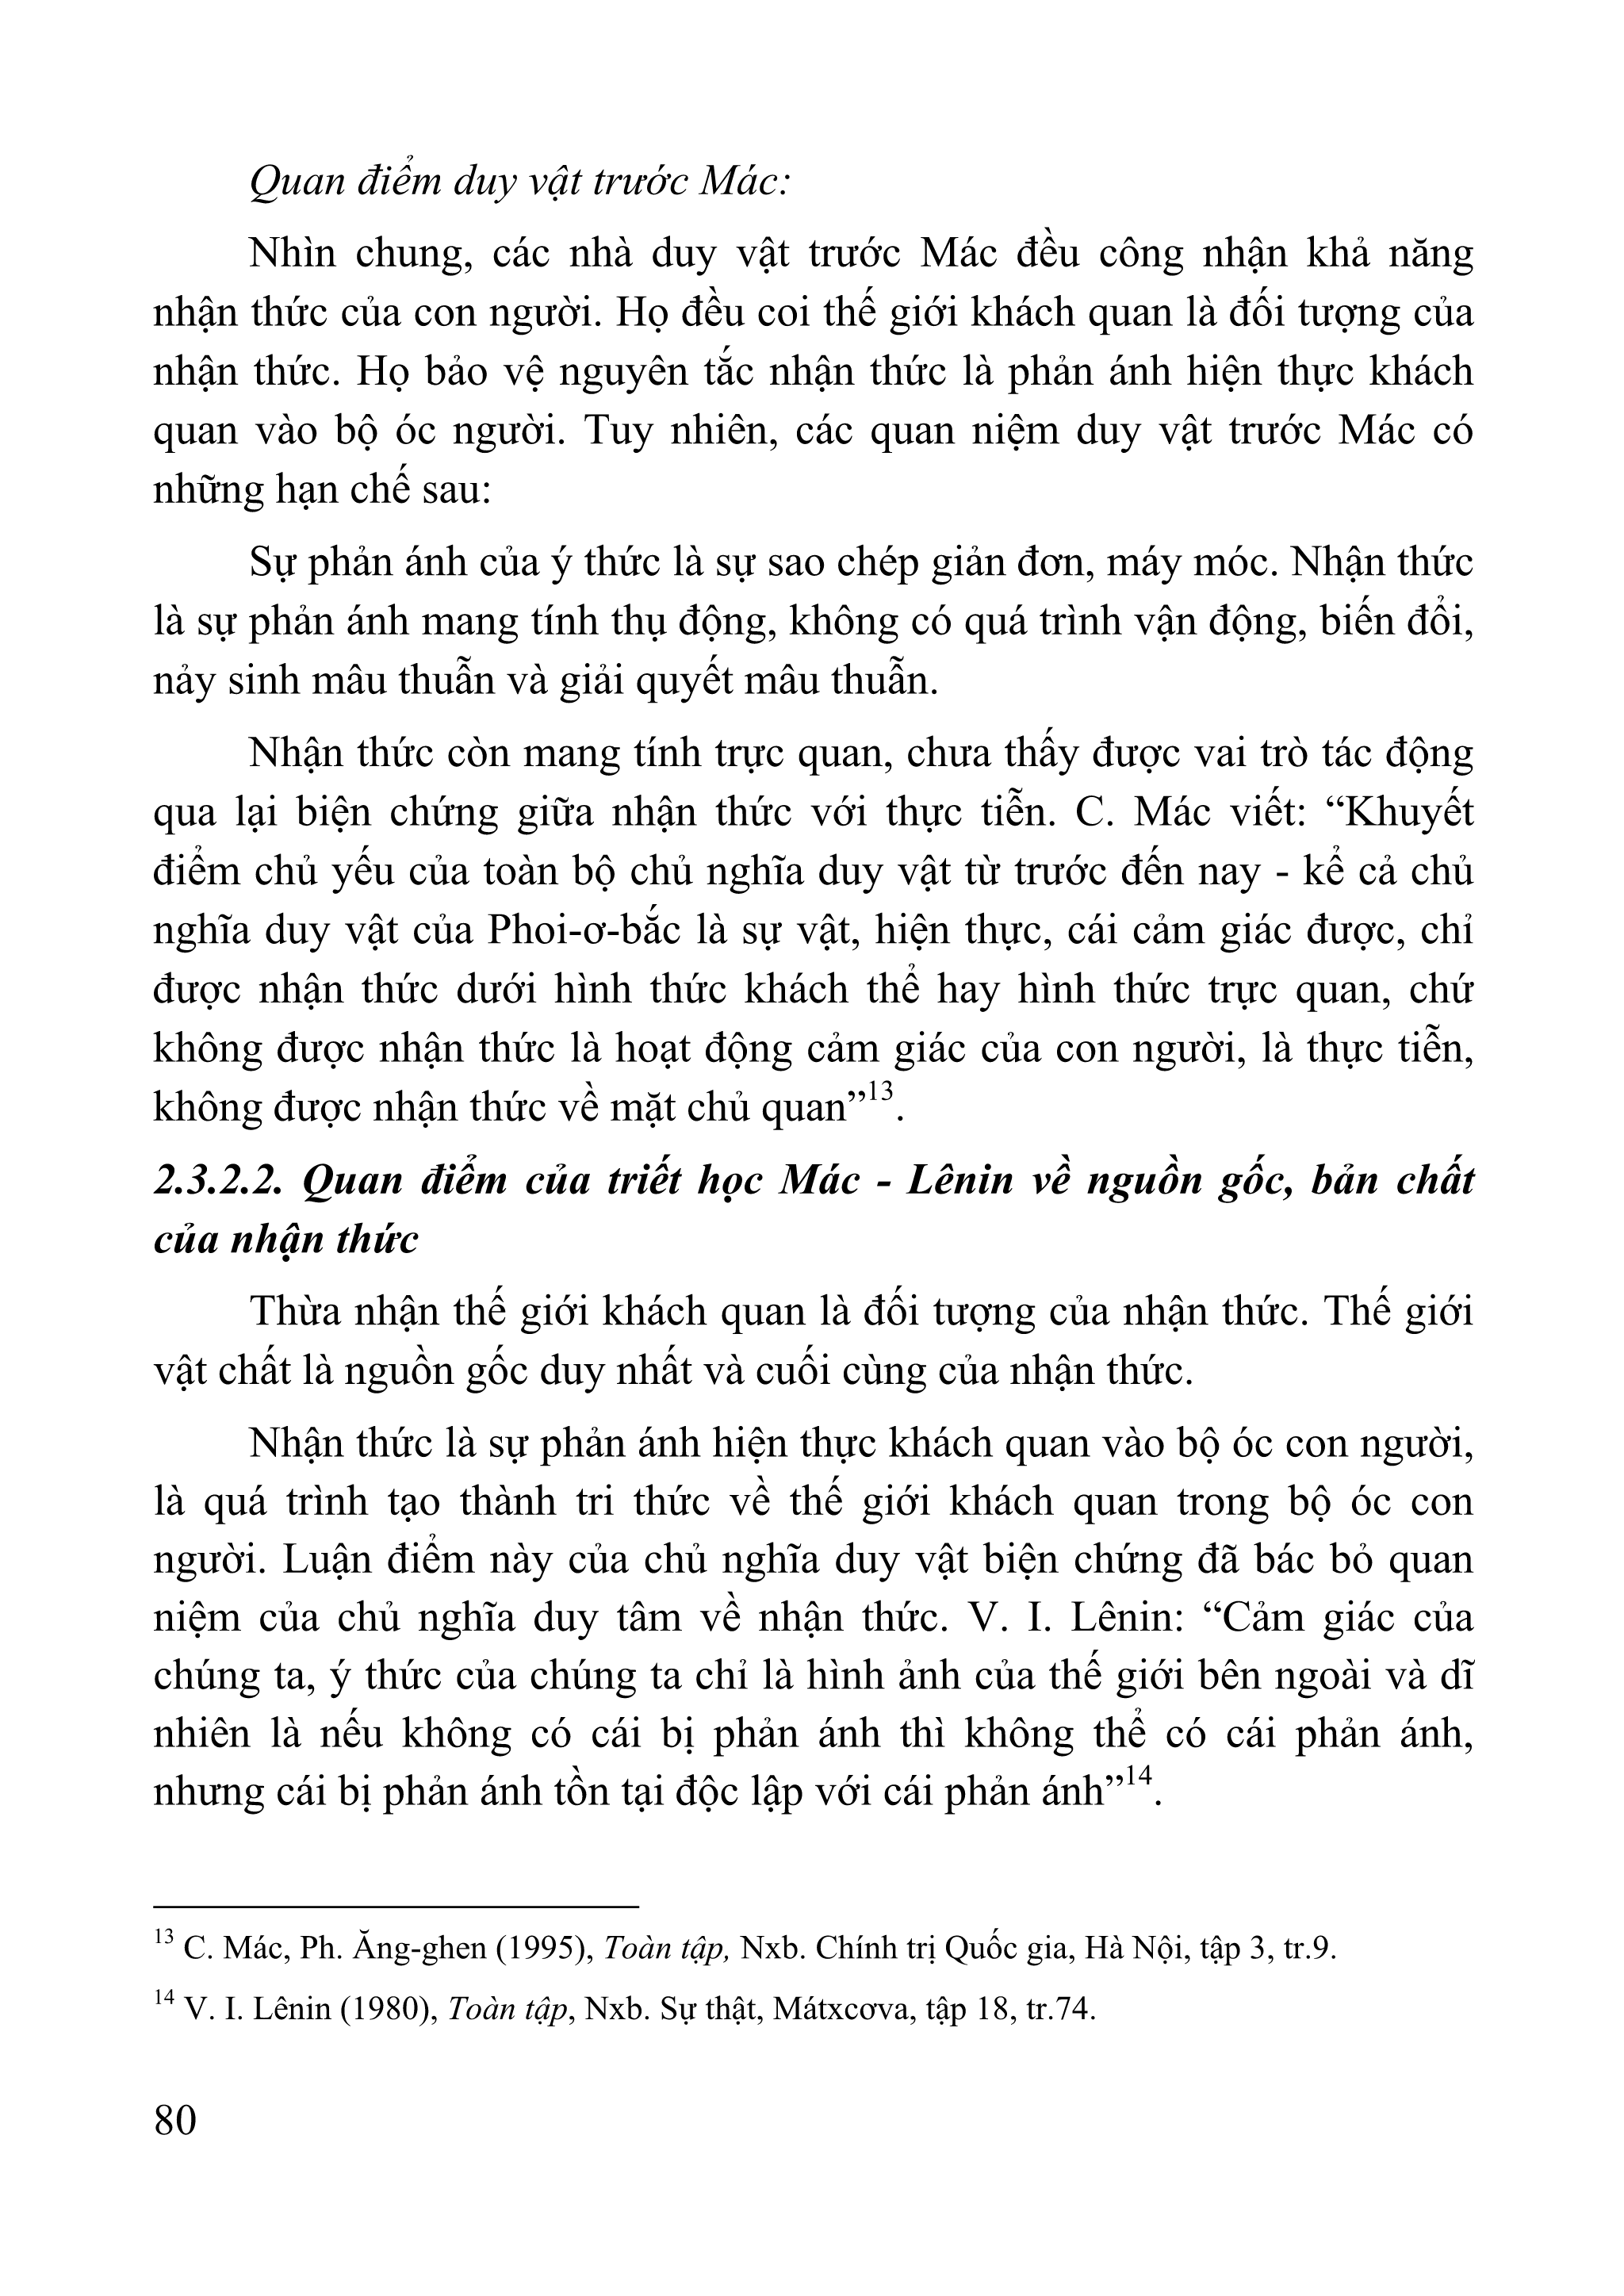 Quan điểm duy vật trước Mác:
Nhìn chung, các nhà duy vật trước Mác đều công nhận khả năng
nhận thức của con người. Họ đều coi thế giới khách quan là đối tượng của
nhận thức. Họ bảo vệ nguyên tắc nhận thức là phản ánh hiện thực khách
quan vào bộ óc người. Tuy nhiên, các quan niệm duy vật trước Mác có
những hạn chế sau:
Sự phản ánh của ý thức là sự sao chép giản đơn, máy móc. Nhận thức
là sự phản ánh mang tính thụ động, không có quá trình vận động, biến đổi,
nảy sinh mâu thuẫn và giải quyết mâu thuẫn.
Nhận thức còn mang tính trực quan, chưa thấy được vai trò tác động
qua lại biện chứng giữa nhận thức với thực tiễn. C. Mác viết: “Khuyết
điểm chủ yếu của toàn bộ chủ nghĩa duy vật từ trước đến nay - kể cả chủ
nghĩa duy vật của Phoi-ơ-bắc là sự vật, hiện thực, cái cảm giác được, chỉ
được nhận thức dưới hình thức khách thể hay hình thức trực quan, chứ
không được nhận thức là hoạt động cảm giác của con người, là thực tiễn,
không được nhận thức về mặt chủ quan”13.
2.3.2.2. Quan điểm của triết học Mác - Lênin về nguồn gốc, bản chất
của nhận thức
Thừa nhận thế giới khách quan là đối tượng của nhận thức. Thế giới
vật chất là nguồn gốc duy nhất và cuối cùng của nhận thức.
Nhận thức là sự phản ánh hiện thực khách quan vào bộ óc con người,
là quá trình tạo thành tri thức về thế giới khách quan trong bộ óc con
người. Luận điểm này của chủ nghĩa duy vật biện chứng đã bác bỏ quan
niệm của chủ nghĩa duy tâm về nhận thức. V. I. Lênin: “Cảm giác của
chúng ta, ý thức của chúng ta chỉ là hình ảnh của thế giới bên ngoài và dĩ
nhiên là nếu không có cái bị phản ánh thì không thể có cái phản ánh,
nhưng cái bị phản ánh tồn tại độc lập với cái phản ánh”14.
13 C. Mác, Ph. Ăng-ghen (1995), Toàn tập, Nxb. Chính trị Quốc gia, Hà Nội, tập 3, tr.9.
14 V. I. Lênin (1980), Toàn tập, Nxb. Sự thật, Mátxcơva, tập 18, tr.74.
80